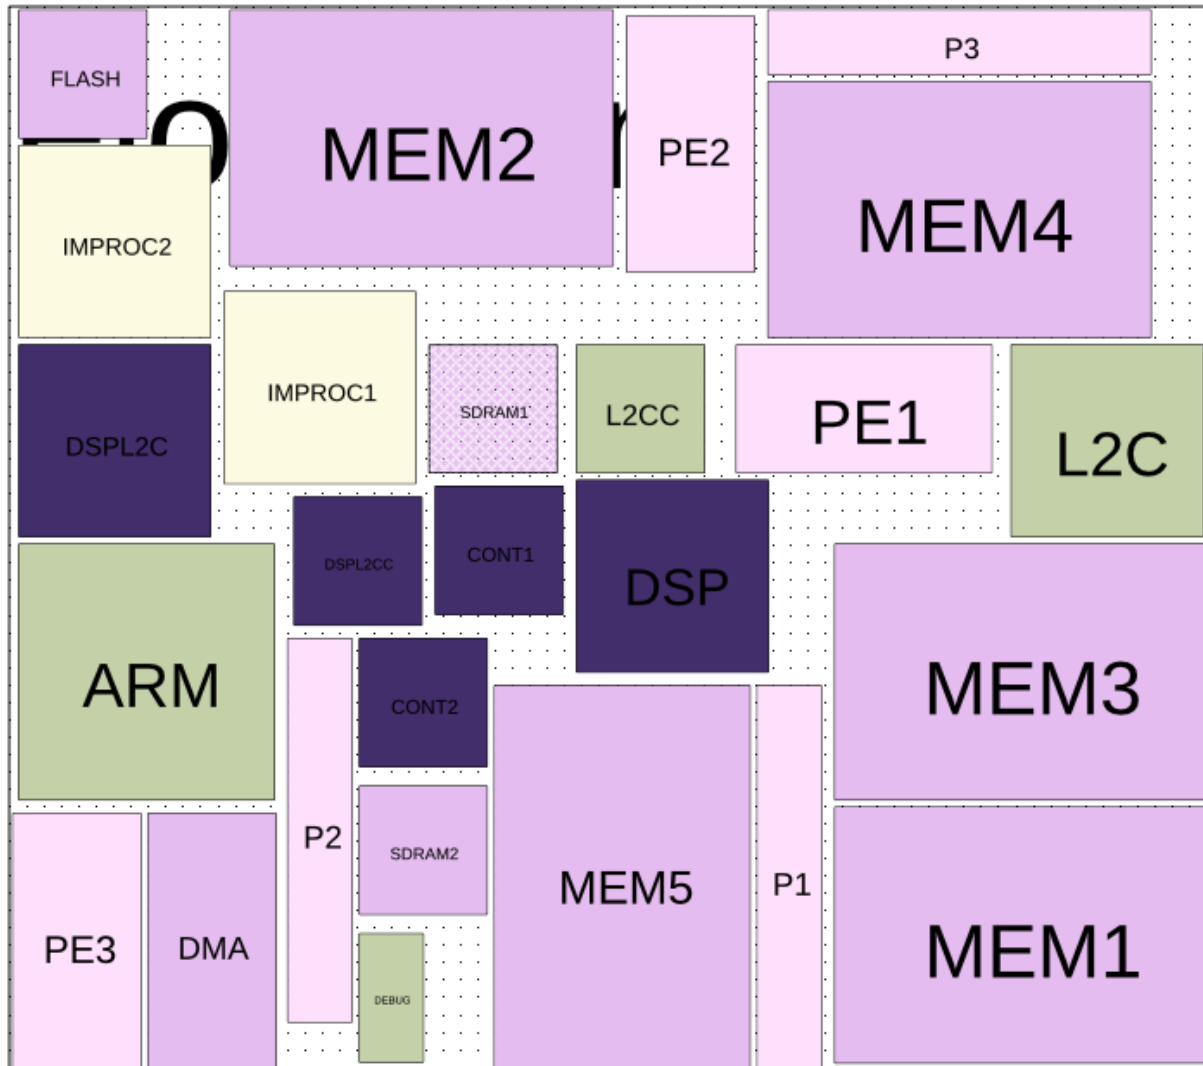 FLASH
MEM2
PE2
P3
MEM4
IMPROC2
IMPROC1
SDRAM1
L2CC
PE1
L2C
DSPL2C
DSPL2CC
CONT1
DSP
ARM
MEM3
CONT2
P2
SDRAM2
MEM5
P1
PE3
DMA
MEM1
DEBUG